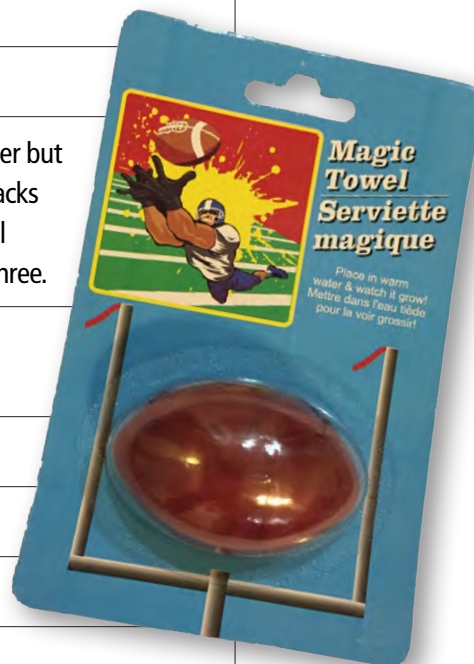 er but
acks
l
hree.
Magic
Towel
Serviette
magique
Place in warm
water & watch it grow!
Mettre dans l'eau tiède
pour la voir grossir!